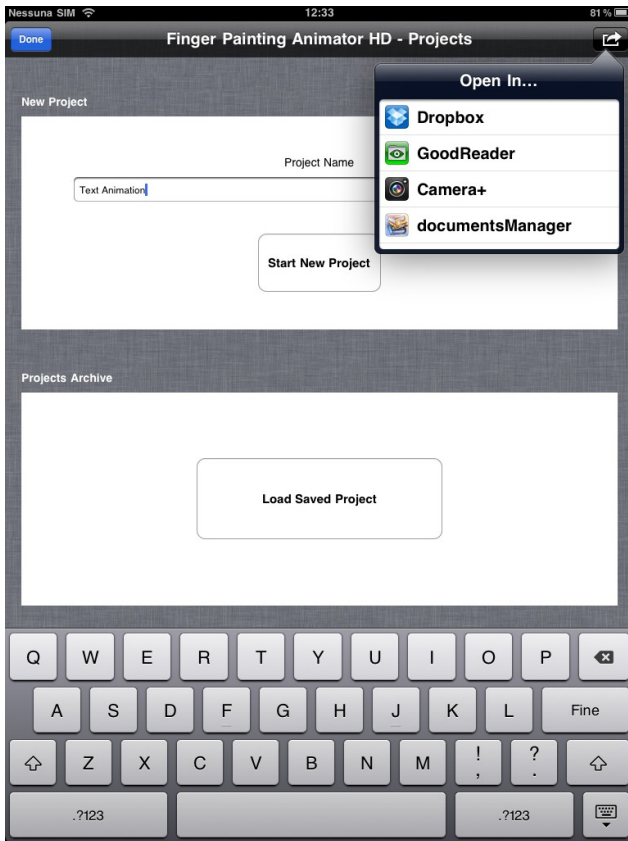 Nessuna SIM 12:33 81 %
Done Finger Painting Animator HD - Projects
Open In...
Dropbox
GoodReader
Camera+
documentsManager
New Project
Project Name
Text Animation
Start New Project
Projects Archive
Load Saved Project
Q W E R T Y U I O P
A S D F G H J K L Fine
Z X C V B N M ! , ? .
.?123 .?123